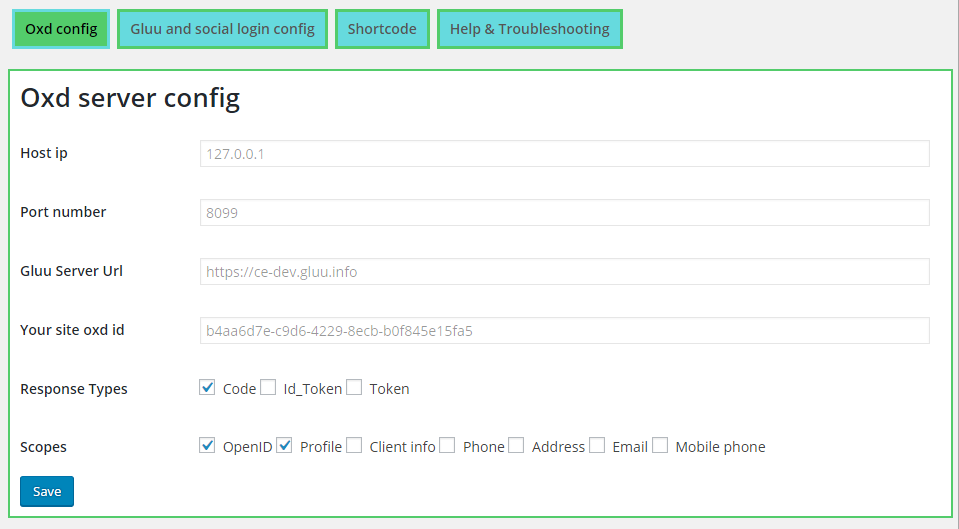 Oxd config Gluu and social login config Shortcode Help & Troubleshooting
Oxd server config
Host ip 127.0.0.1
Port number 8099
Gluu Server Url https://ce-dev.gluu.info
Your site oxd id b4aa6d7e-c9d6-4229-8ecb-b0f845e15fa5
Response Types Code Id_Token Token
Scopes OpenID Profile Client info Phone Address Email Mobile phone
Save